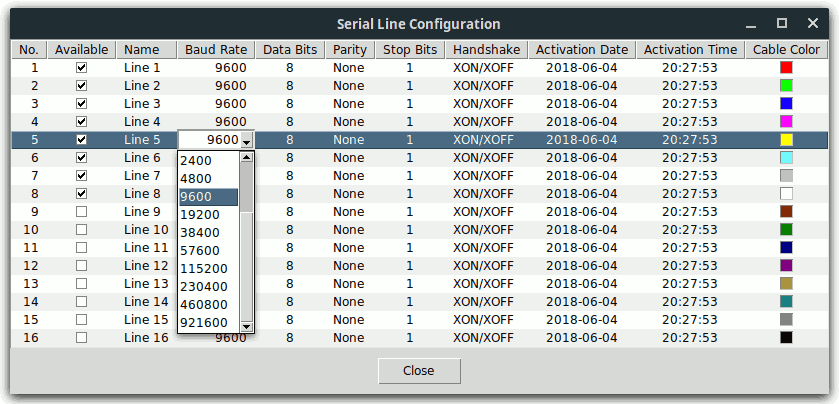 Serial Line Configuration
No. Available Name Baud Rate Data Bits Parity Stop Bits Handshake Activation Date Activation Time Cable Color
1 Line 1 9600 8 None 1 XON/XOFF 2018-06-04 20:27:53
2 Line 2 9600 8 None 1 XON/XOFF 2018-06-04 20:27:53
3 Line 3 9600 8 None 1 XON/XOFF 2018-06-04 20:27:53
4 Line 4 9600 8 None 1 XON/XOFF 2018-06-04 20:27:53
5 Line 5 9600 8 None 1 XON/XOFF 2018-06-04 20:27:53
6 Line 6 2400 8 None 1 XON/XOFF 2018-06-04 20:27:53
7 Line 7 4800 8 None 1 XON/XOFF 2018-06-04 20:27:53
8 Line 8 9600 8 None 1 XON/XOFF 2018-06-04 20:27:53
9 Line 9 19200 8 None 1 XON/XOFF 2018-06-04 20:27:53
10 Line 10 38400 8 None 1 XON/XOFF 2018-06-04 20:27:53
11 Line 11 57600 8 None 1 XON/XOFF 2018-06-04 20:27:53
12 Line 12 115200 8 None 1 XON/XOFF 2018-06-04 20:27:53
13 Line 13 230400 8 None 1 XON/XOFF 2018-06-04 20:27:53
14 Line 14 460800 8 None 1 XON/XOFF 2018-06-04 20:27:53
15 Line 15 921600 8 None 1 XON/XOFF 2018-06-04 20:27:53
16 Line 16 9600 8 None 1 XON/XOFF 2018-06-04 20:27:53
Close